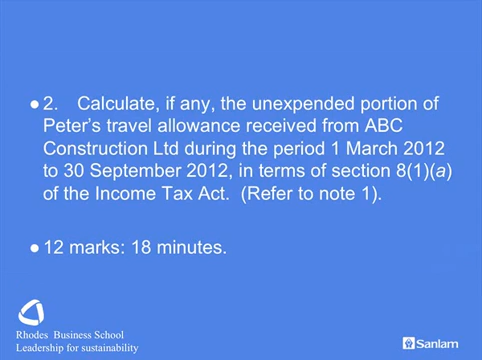 ●2. Calculate, if any, the unexpended portion of
Peter's travel allowance received from ABC
Construction Ltd during the period 1 March 2012
to 30 September 2012, in terms of section 8(1)(a)
of the Income Tax Act. (Refer to note 1).
●12 marks: 18 minutes.
Rhodes Business School
Leadership for sustainability
Sanlam